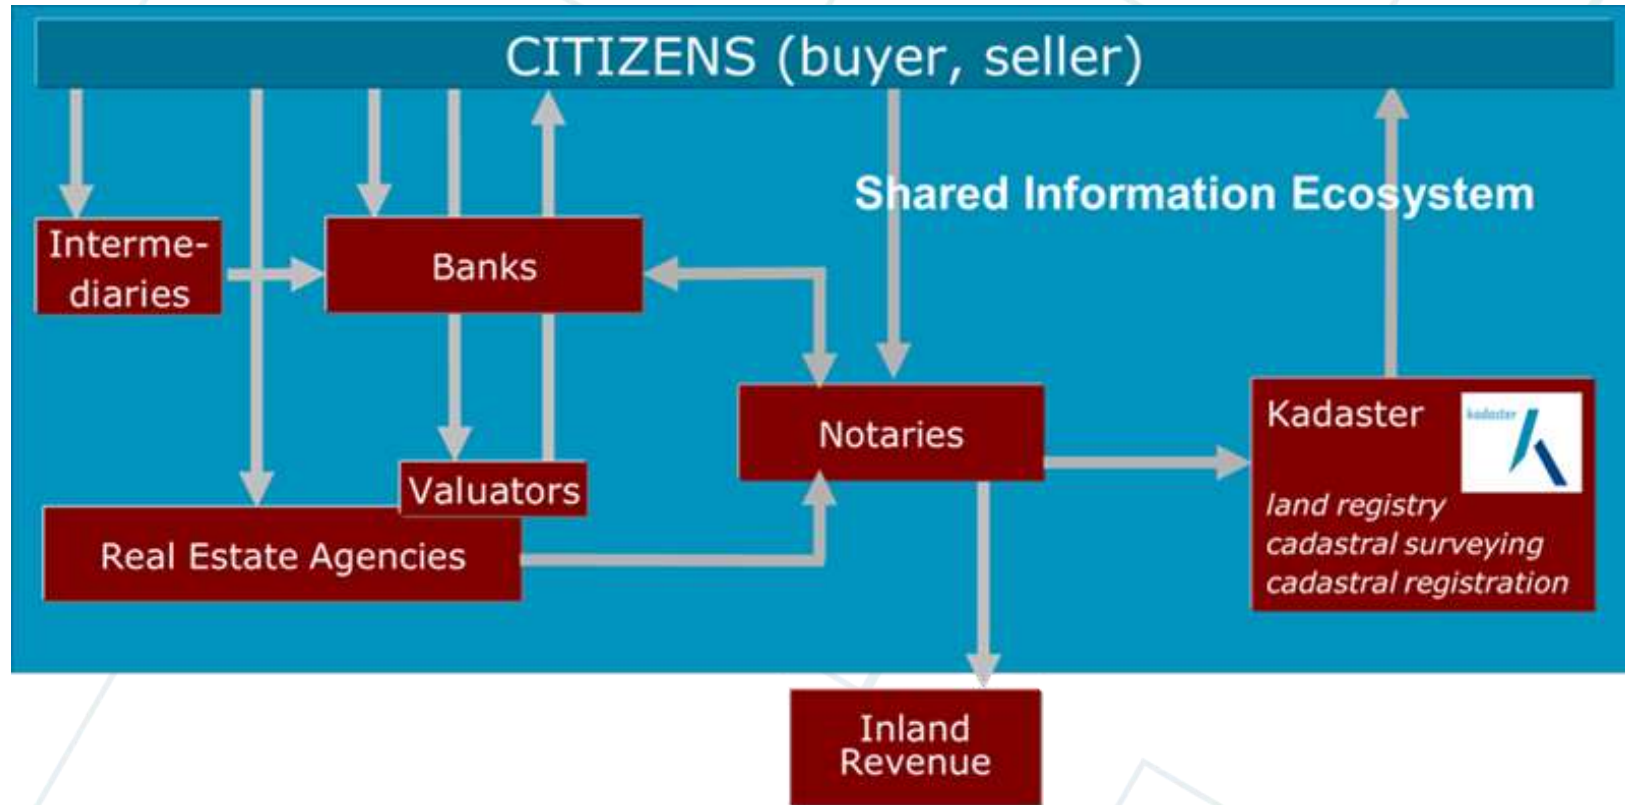 CITIZENS (buyer, seller)
Shared Information Ecosystem
Interme-
diaries
Banks
Notaries
Kadaster
kadaster
land registry
cadastral surveying
cadastral registration
Valuators
Real Estate Agencies
Inland
Revenue